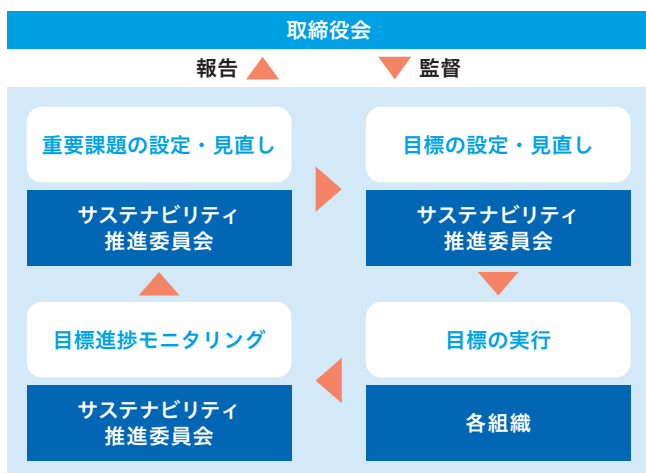 取締役会
報告
監督
重要課題の設定・見直し
サステナビリティ
推進委員会
目標の設定・見直し
サステナビリティ
推進委員会
目標進捗モニタリング
サステナビリティ
推進委員会
目標の実行
各組織